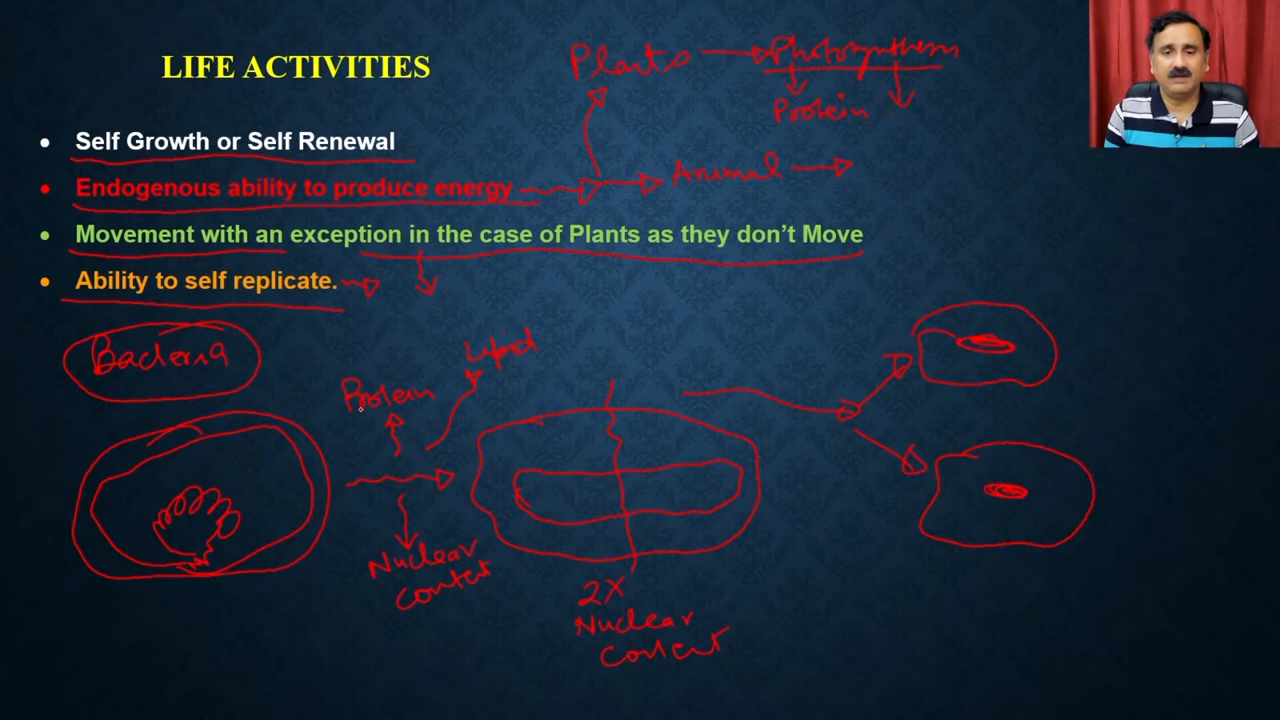 LIFE ACTIVITIES
Plants Photosynthesis
Protein
• Self Growth or Self Renewal
• Endogenous ability to produce energy
Animal
• Movement with an exception in the case of Plants as they don't Move
• Ability to self replicate.
Bacteria
Lipid
Protein
Nuclear
content
2X
Nuclear
Content